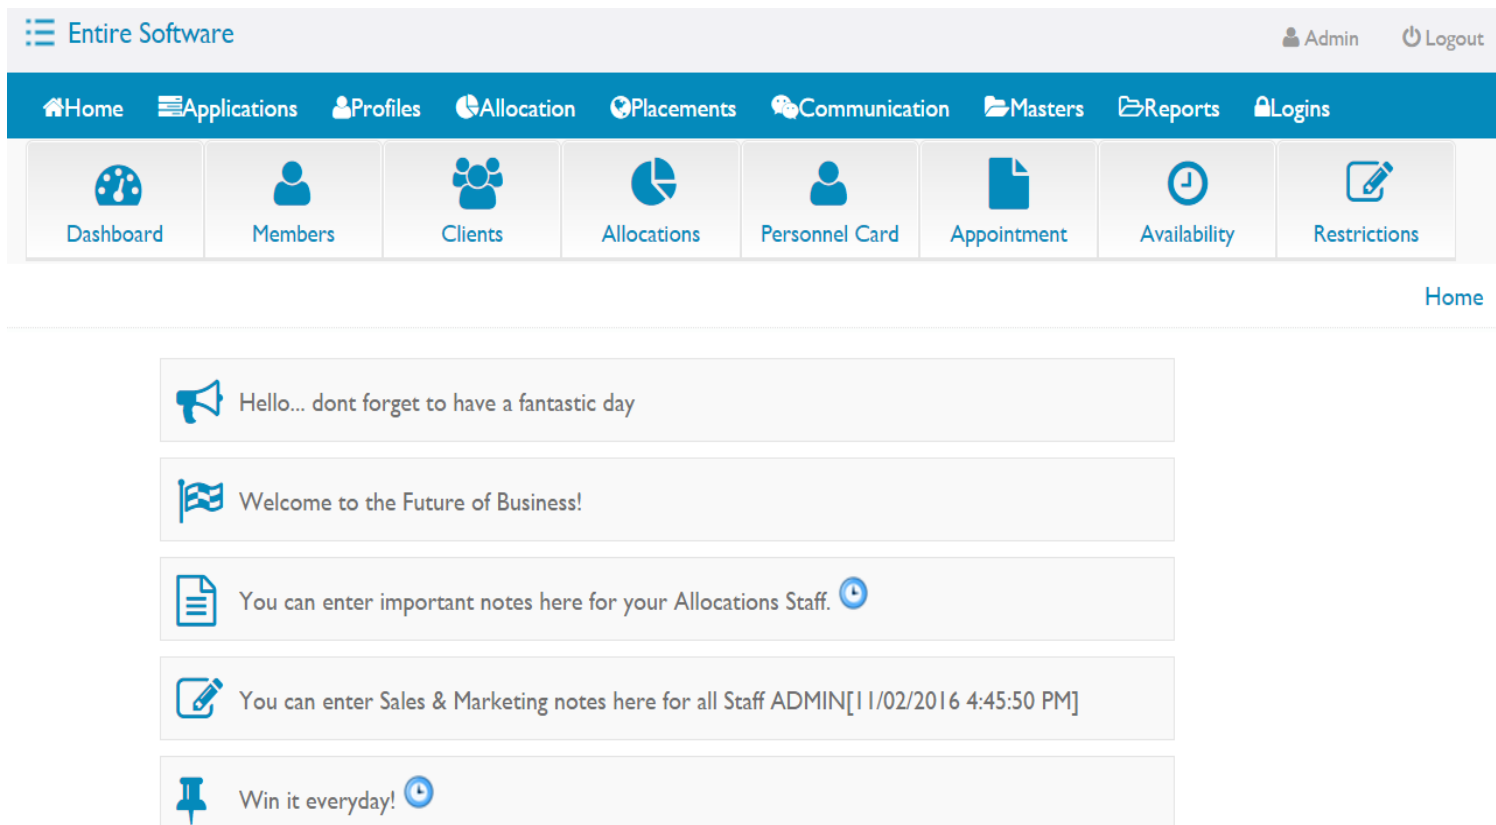 Entire Software
Admin Logout
Home Applications Profiles Allocation Placements Communication Masters Reports Logins
Dashboard Members Clients Allocations Personnel Card Appointment Availability Restrictions
Home
Hello... dont forget to have a fantastic day
Welcome to the Future of Business!
You can enter important notes here for your Allocations Staff.
You can enter Sales & Marketing notes here for all Staff ADMIN[11/02/2016 4:45:50 PM]
Win it everyday!